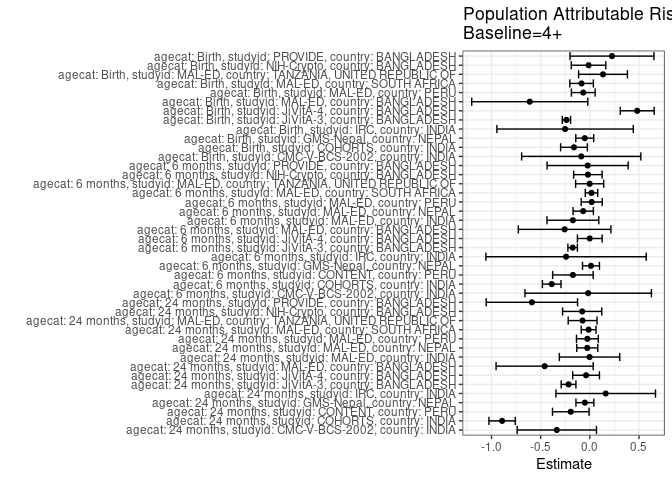 Population Attributable Ris
Baseline=4+
agecat: Birth, studyid: PROVIDE, country: BANGLADESH
agecat: Birth, studyid: NIH-Crypto, country: BANGLADESH
agecat: Birth, studyid: MAL-ED, country: TANZANIA, UNITED REPUBLIC OF
agecat: Birth, studyid: MAL-ED, country: SOUTH AFRICA
agecat: Birth, studyid: MAL-ED, country: PERU
agecat: Birth, studyid: MAL-ED, country: BANGLADESH
agecat: Birth, studyid: JiVitA-4, country: BANGLADESH
agecat: Birth, studyid: JiVitA-3, country: BANGLADESH
agecat: Birth, studyid: IRC, country: INDIA
agecat: Birth, studyid: GMS-Nepal, country: NEPAL
agecat: Birth, studyid: COHORTS, country: INDIA
agecat: Birth, studyid: CMC-V-BCS-2002, country: INDIA
agecat: 6 months, studyid: PROVIDE, country: BANGLADESH
agecat: 6 months, studyid: NIH-Crypto, country: BANGLADESH
agecat: 6 months, studyid: MAL-ED, country: TANZANIA, UNITED REPUBLIC OF
agecat: 6 months, studyid: MAL-ED, country: SOUTH AFRICA
agecat: 6 months, studyid: MAL-ED, country: PERU
agecat: 6 months, studyid: MAL-ED, country: NEPAL
agecat: 6 months, studyid: MAL-ED, country: INDIA
agecat: 6 months, studyid: MAL-ED, country: BANGLADESH
agecat: 6 months, studyid: JiVitA-4, country: BANGLADESH
agecat: 6 months, studyid: JiVitA-3, country: BANGLADESH
agecat: 6 months, studyid: IRC, country: INDIA
agecat: 6 months, studyid: GMS-Nepal, country: NEPAL
agecat: 6 months, studyid: CONTENT, country: PERU
agecat: 6 months, studyid: COHORTS, country: INDIA
agecat: 6 months, studyid: CMC-V-BCS-2002, country: INDIA
agecat: 24 months, studyid: PROVIDE, country: BANGLADESH
agecat: 24 months, studyid: NIH-Crypto, country: BANGLADESH
agecat: 24 months, studyid: MAL-ED, country: TANZANIA, UNITED REPUBLIC OF
agecat: 24 months, studyid: MAL-ED, country: SOUTH AFRICA
agecat: 24 months, studyid: MAL-ED, country: PERU
agecat: 24 months, studyid: MAL-ED, country: NEPAL
agecat: 24 months, studyid: MAL-ED, country: INDIA
agecat: 24 months, studyid: MAL-ED, country: BANGLADESH
agecat: 24 months, studyid: JiVitA-4, country: BANGLADESH
agecat: 24 months, studyid: JiVitA-3, country: BANGLADESH
agecat: 24 months, studyid: IRC, country: INDIA
agecat: 24 months, studyid: GMS-Nepal, country: NEPAL
agecat: 24 months, studyid: CONTENT, country: PERU
agecat: 24 months, studyid: COHORTS, country: INDIA
agecat: 24 months, studyid: CMC-V-BCS-2002, country: INDIA
-1.0 -0.5 0.0 0.5
Estimate